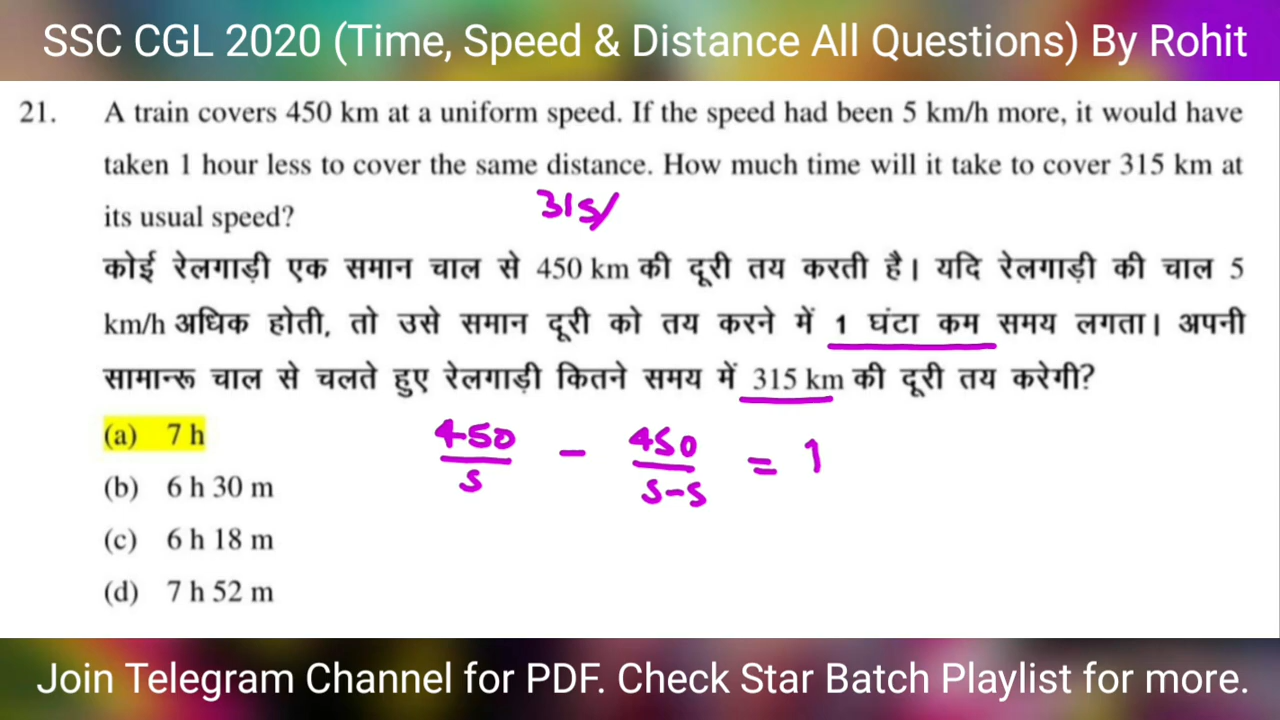 SSC CGL 2020 (Time, Speed & Distance All Questions) By Rohit
21. A train covers 450 km at a uniform speed. If the speed had been 5 km/h more, it would have
taken 1 hour less to cover the same distance. How much time will it take to cover 315 km at
its usual speed?
315/
कोई रेलगाड़ी एक समान चाल से 450 km की दूरी तय करती है। यदि रेलगाड़ी की चाल 5
km/h अधिक होती, तो उसे समान दूरी को तय करने में 1 घंटा कम समय लगता। अपनी
सामान्रू चाल से चलते हुए रेलगाड़ी कितने समय में 315 km की दूरी तय करेगी?
(a) 7 h
450/s - 450/s-5 = 1
(b) 6 h 30 m
(c) 6 h 18 m
(d) 7 h 52 m
Join Telegram Channel for PDF. Check Star Batch Playlist for more.